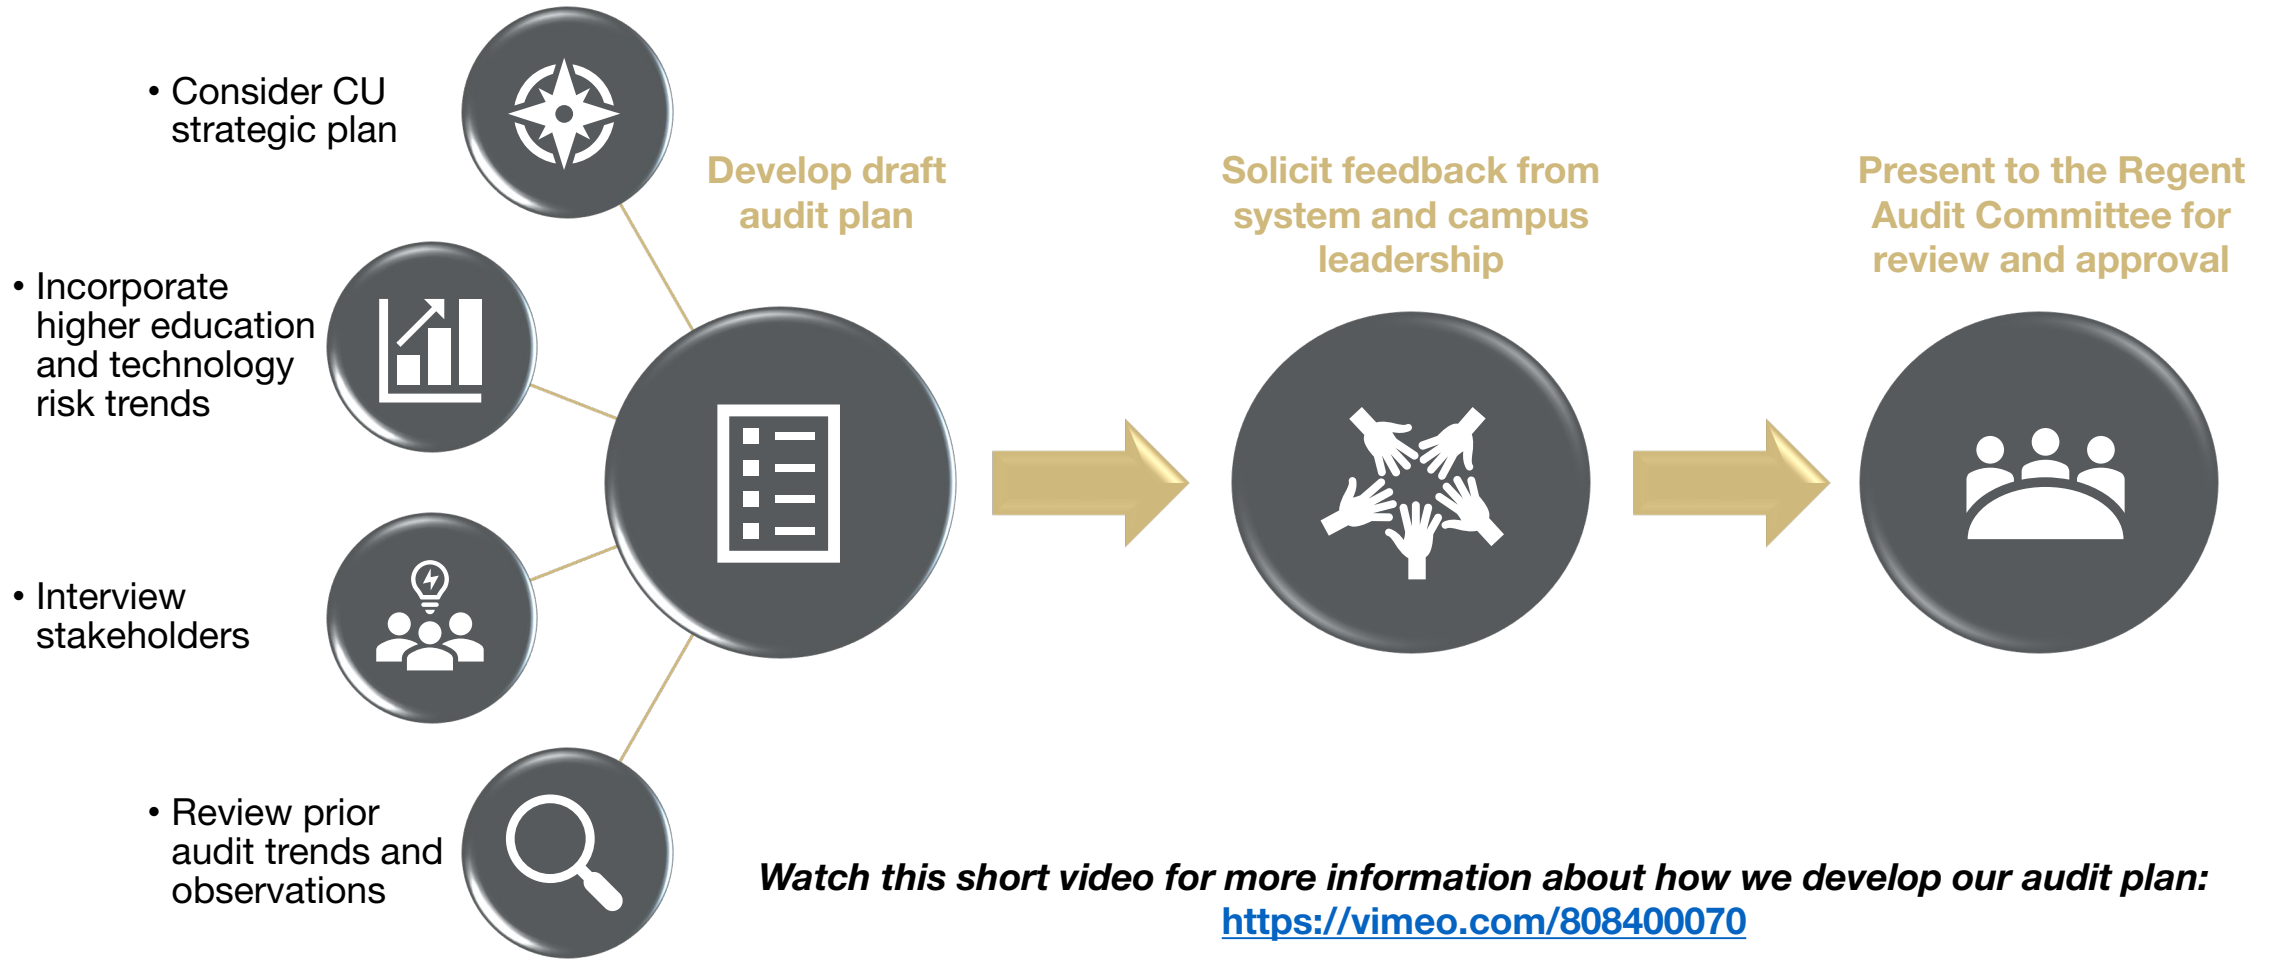 • Consider CU
strategic plan
• Incorporate
higher education
and technology
risk trends
• Interview
stakeholders
• Review prior
audit trends and
observations
Develop draft
audit plan
Solicit feedback from
system and campus
leadership
Present to the Regent
Audit Committee for
review and approval
Watch this short video for more information about how we develop our audit plan:
https://vimeo.com/808400070